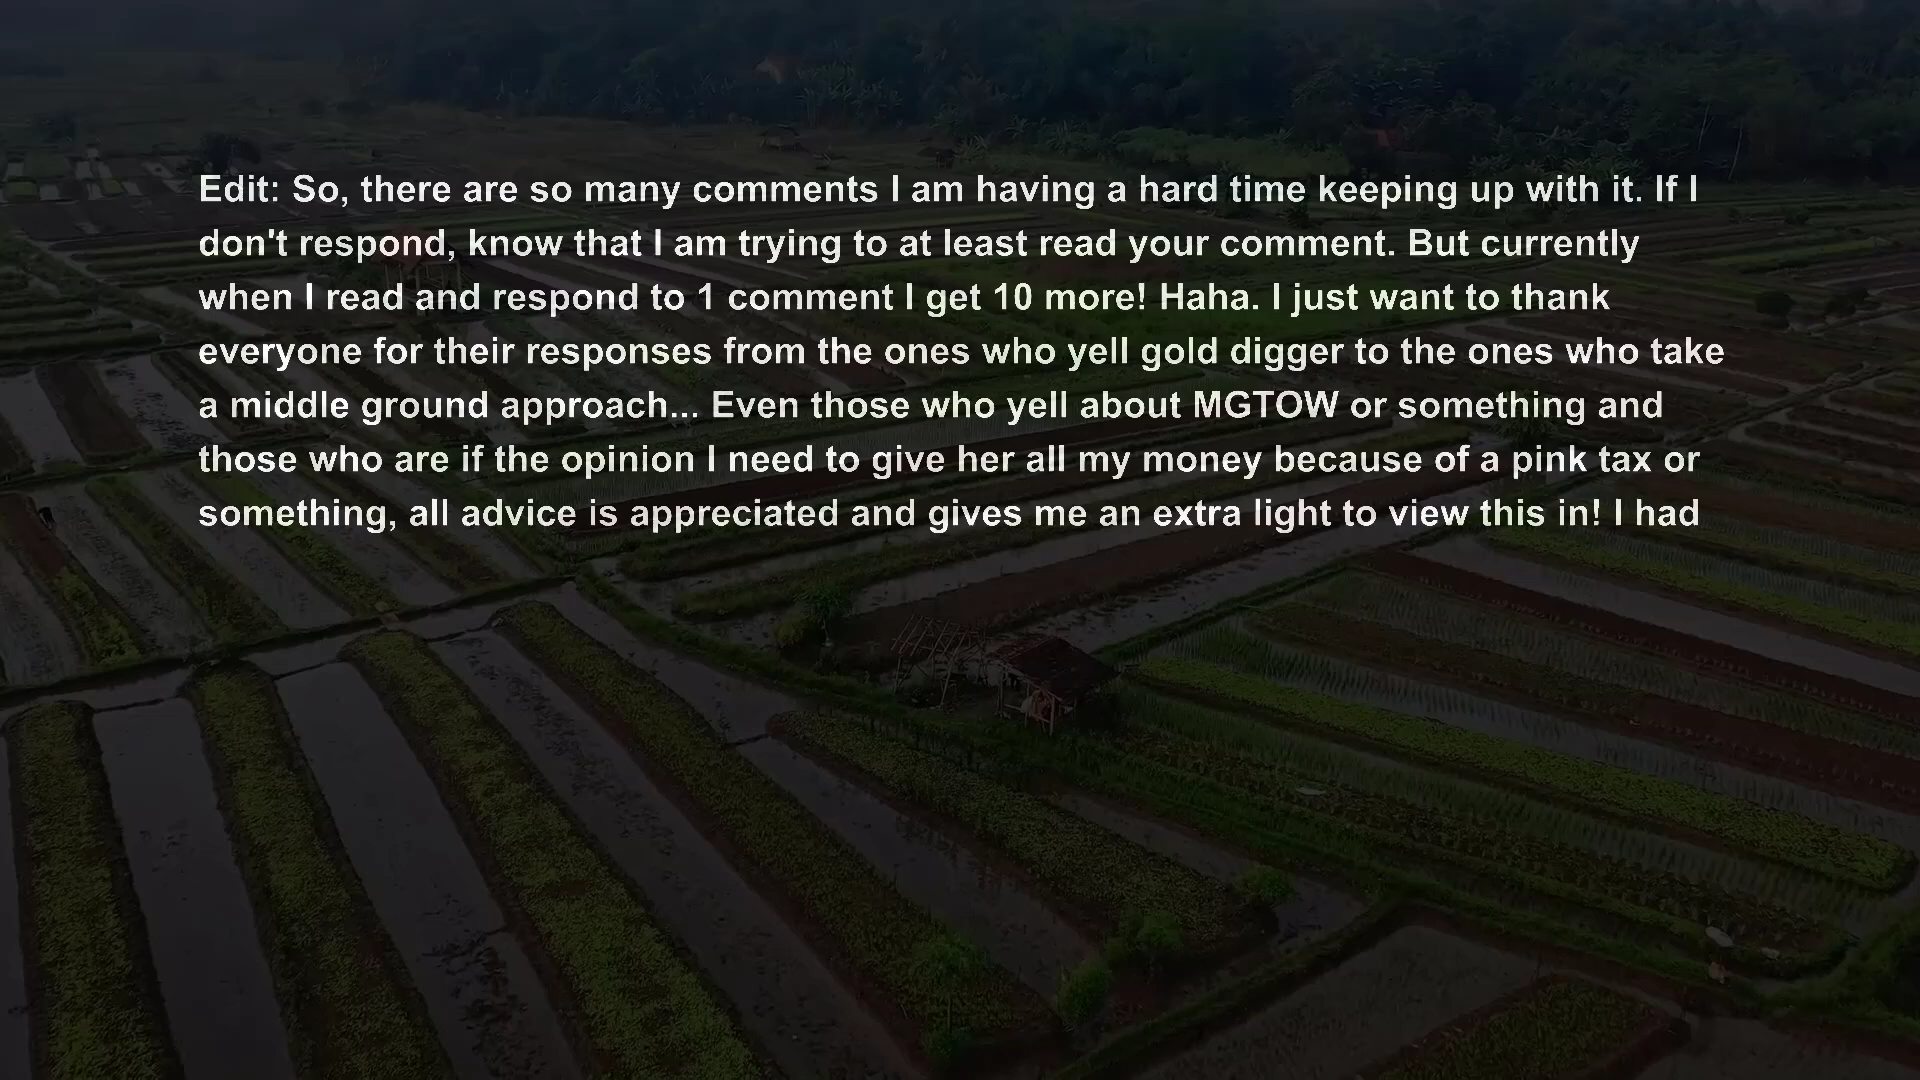 Edit: So, there are so many comments I am having a hard time keeping up with it. If I
don't respond, know that I am trying to at least read your comment. But currently
when I read and respond to 1 comment I get 10 more! Haha. I just want to thank
everyone for their responses from the ones who yell gold digger to the ones who take
a middle ground approach... Even those who yell about MGTOW or something and
those who are if the opinion I need to give her all my money because of a pink tax or
something, all advice is appreciated and gives me an extra light to view this in! I had